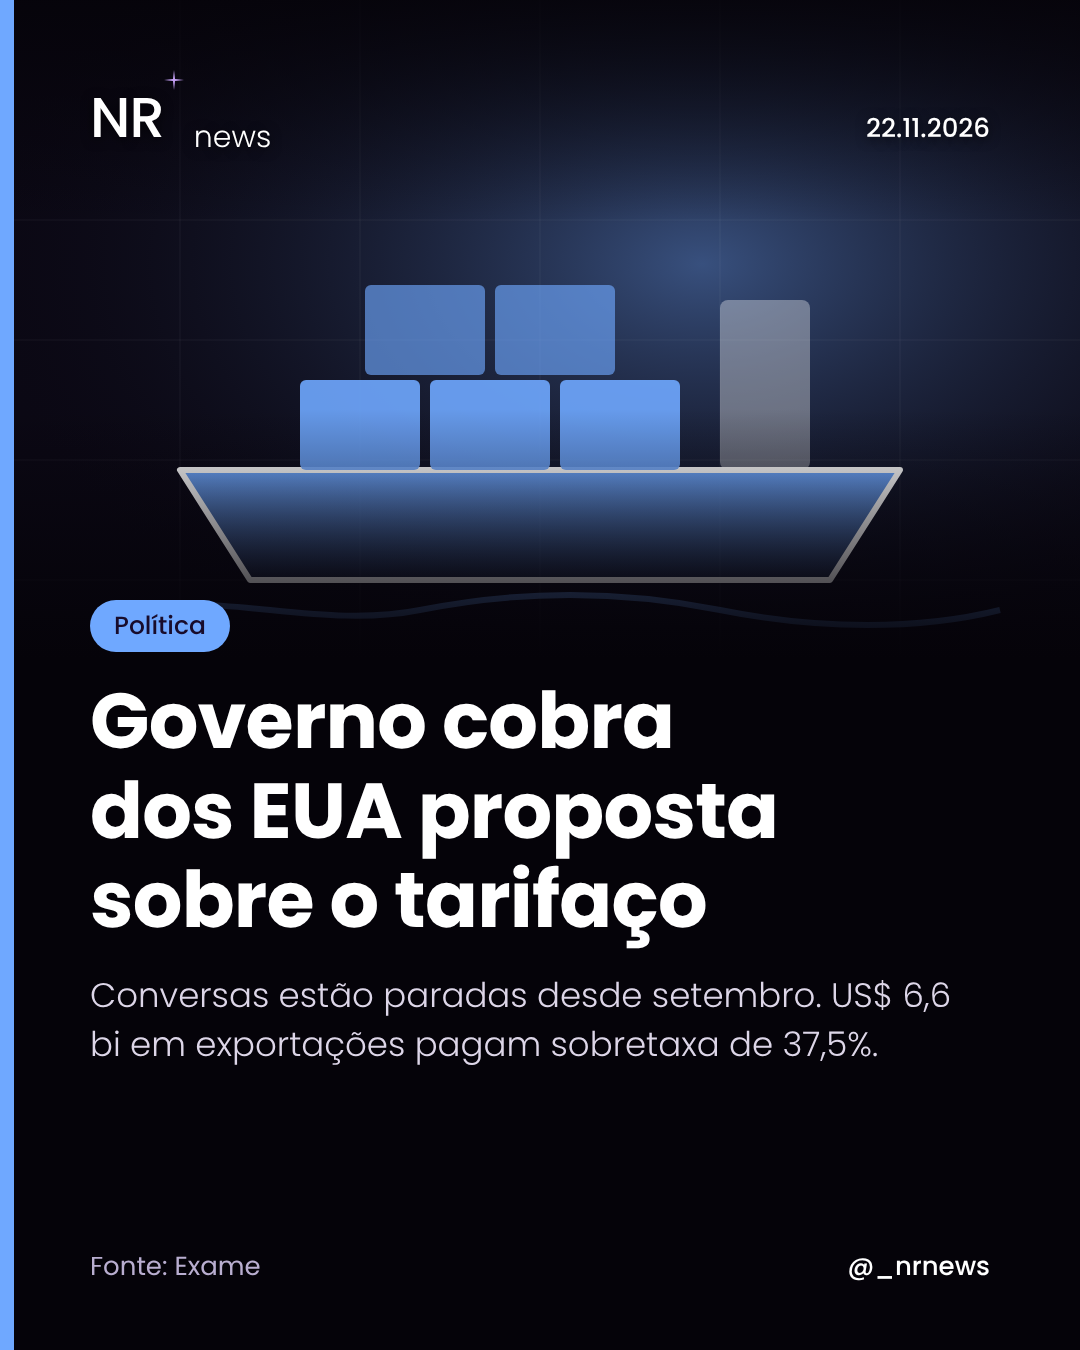 NR news
22.11.2026
Política
Governo cobra
dos EUA proposta
sobre o tarifaço
Conversas estão paradas desde setembro. US$ 6,6
bi em exportações pagam sobretaxa de 37,5%.
Fonte: Exame
@_nrnews